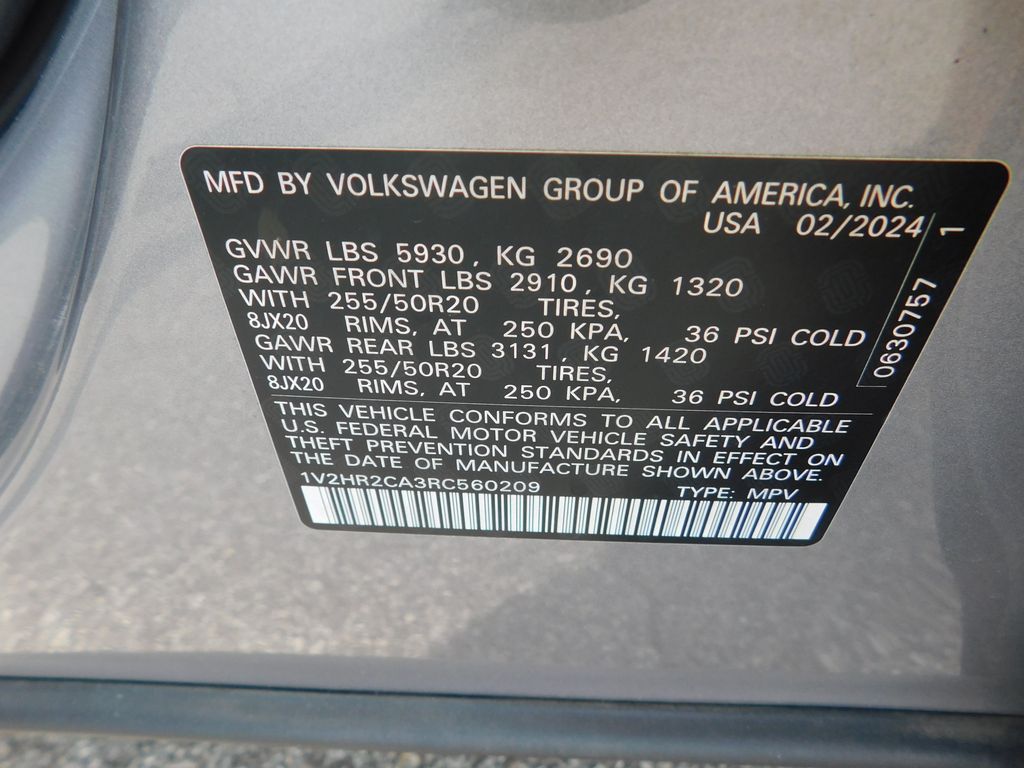 MFD BY VOLKSWAGEN GROUP OF AMERICA, INC.
USA 02/2024
GVWR LBS 5930, KG 2690
GAWR FRONT LBS 2910, KG 1320
WITH 255/50R20 TIRES,
8JX20 RIMS, AT 250 KPA, 36 PSI COLD
GAWR REAR LBS 3131, KG 1420
WITH 255/50R20 TIRES,
8JX20 RIMS, AT 250 KPA, 36 PSI COLD
0630757 1
THIS VEHICLE CONFORMS TO ALL APPLICABLE
U.S. FEDERAL MOTOR VEHICLE SAFETY AND
THEFT PREVENTION STANDARDS IN EFFECT ON
THE DATE OF MANUFACTURE SHOWN ABOVE.
1V2HR2CA3RC560209 TYPE: MPV